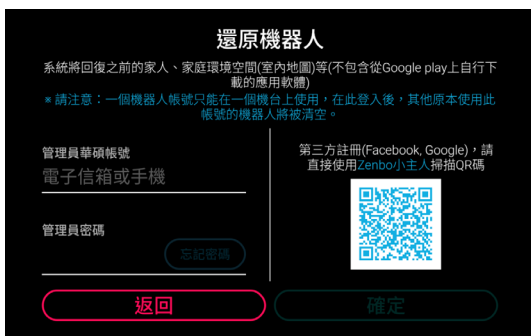 還原機器人
系統將回復之前的家人、家庭環境空間(室內地圖)等(不包含從Google play上自行下
載的應用軟體)
* 請注意：一個機器人帳號只能在一個機台上使用，在此登入後，其他原本使用此
帳號的機器人將被清空。
管理員華碩帳號
電子信箱或手機
管理員密碼
忘記密碼
第三方註冊(Facebook, Google)，請
直接使用Zenbo小主人掃描QR碼
返回
確定